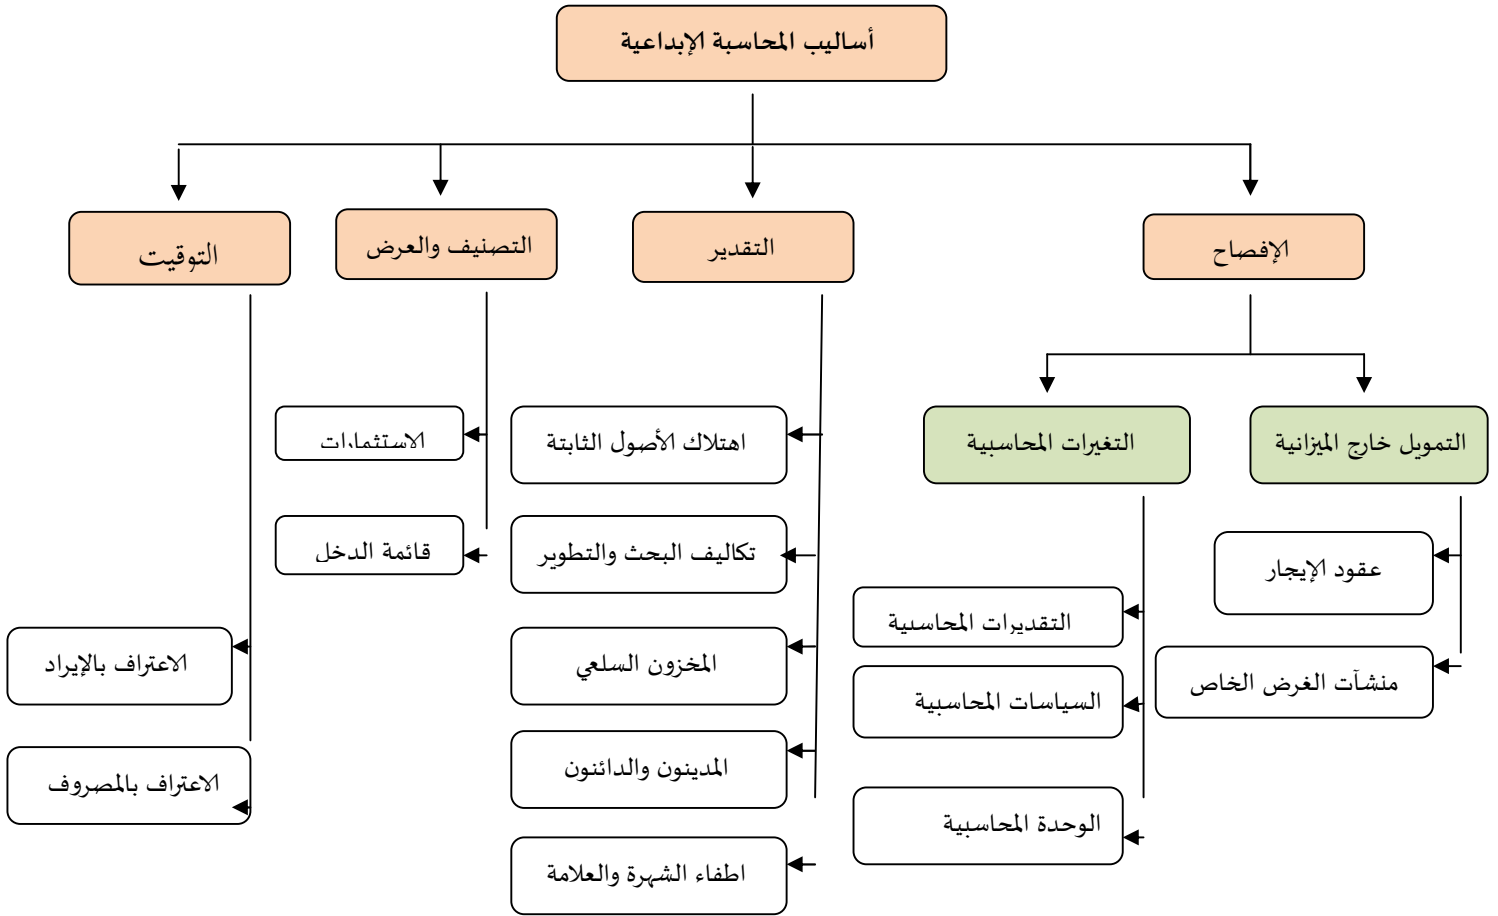 أساليب المحاسبة الإبداعية
الإفصاح
التقدير
التصنيف والعرض
التوقيت
التمويل خارج الميزانية
التغيرات المحاسبية
عقود الإيجار
منشآت الغرض الخاص
التقديرات المحاسبية
السياسات المحاسبية
الوحدة المحاسبية
اهتلاك الأصول الثابتة
تكاليف البحث والتطوير
المخزون السلعي
المدينون والدائنون
اطفاء الشهرة والعلامة
الاستثمارات
قائمة الدخل
الاعتراف بالإيراد
الاعتراف بالمصروف